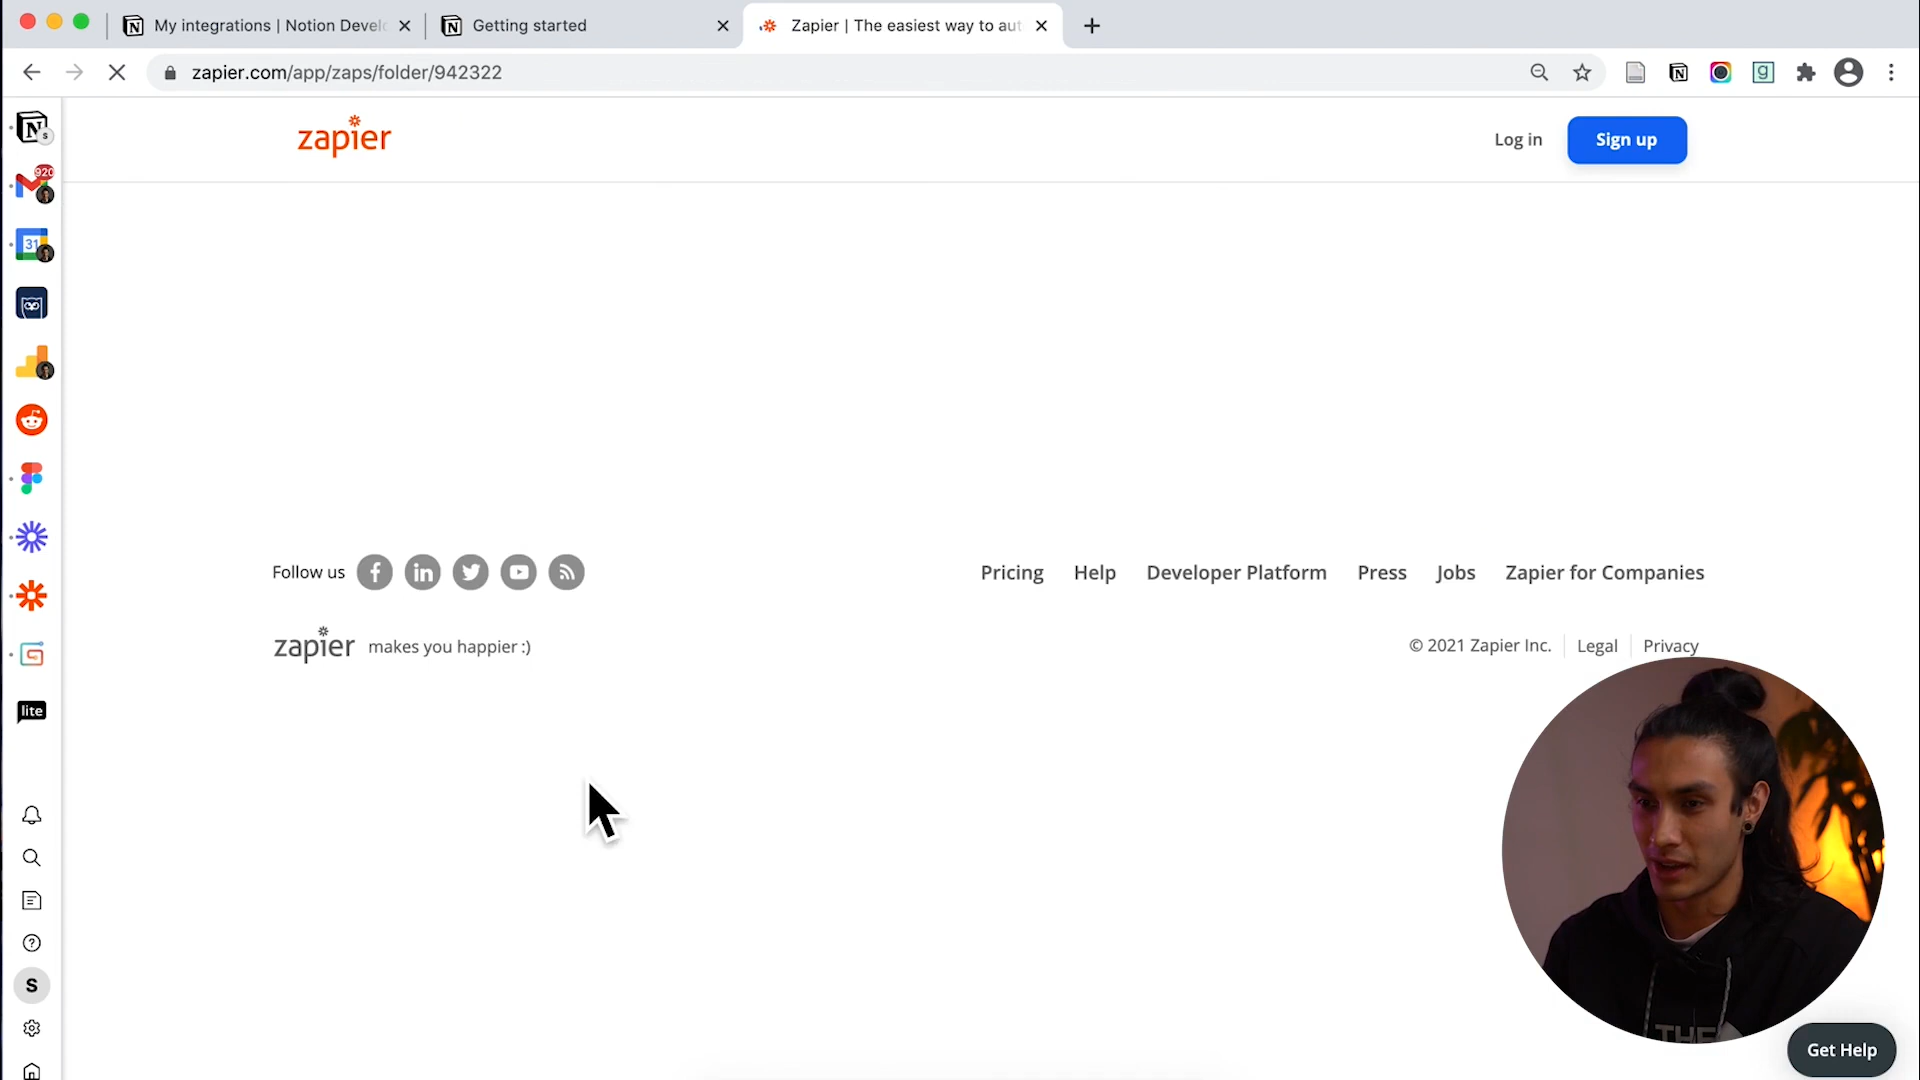 My integrations | Notion Devel
Getting started
Zapier | The easiest way to aut
zapier.com/app/zaps/folder/942322
zapier
Log in
Sign up
920
31
lite
S
Follow us
Pricing
Help
Developer Platform
Press
Jobs
Zapier for Companies
zapier makes you happier :)
© 2021 Zapier Inc.
Legal
Privacy
THE
Get Help